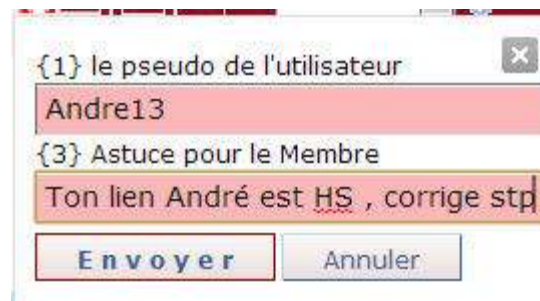 {1} le pseudo de l'utilisateur
Andre13
{3} Astuce pour le Membre
Ton lien André est HS , corrige stp
Envoyer Annuler